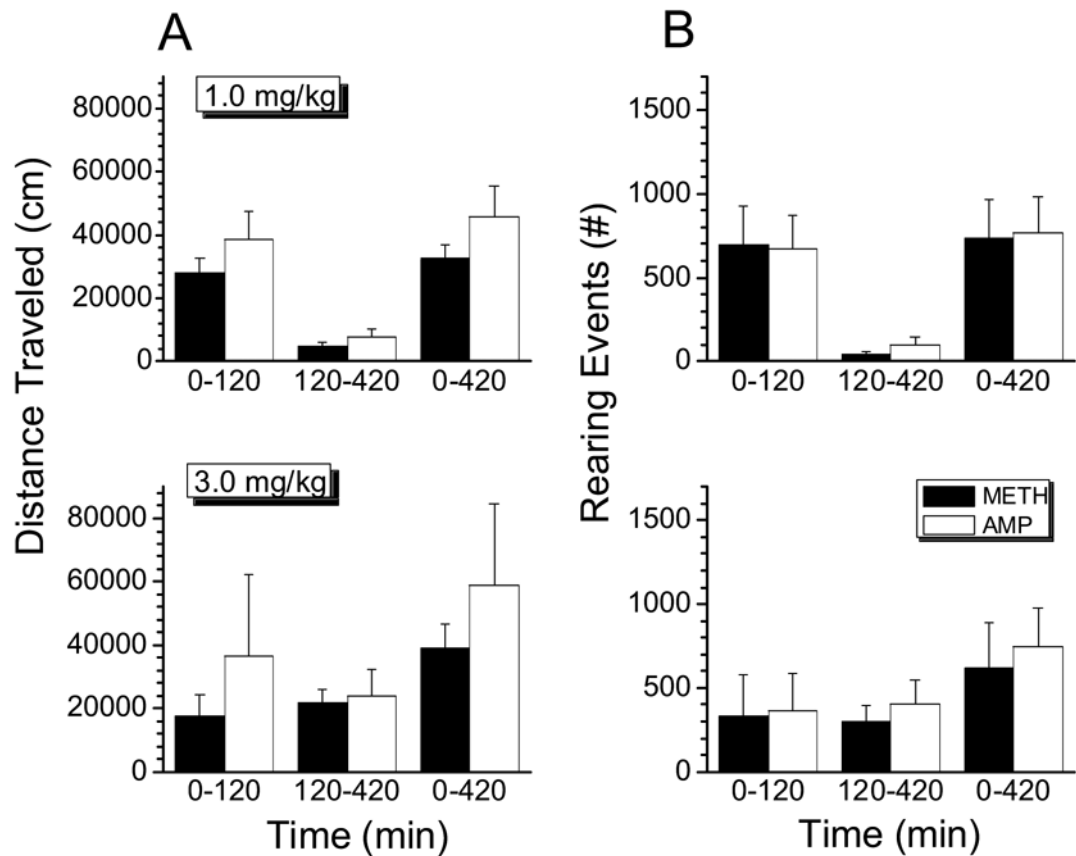 A
B
Distance Traveled (cm)
1.0 mg/kg
80000
60000
40000
20000
0
0-120 120-420 0-420
3.0 mg/kg
80000
60000
40000
20000
0
0-120 120-420 0-420
Time (min)
Rearing Events (#)
1500
1000
500
0
0-120 120-420 0-420
METH
AMP
1500
1000
500
0
0-120 120-420 0-420
Time (min)